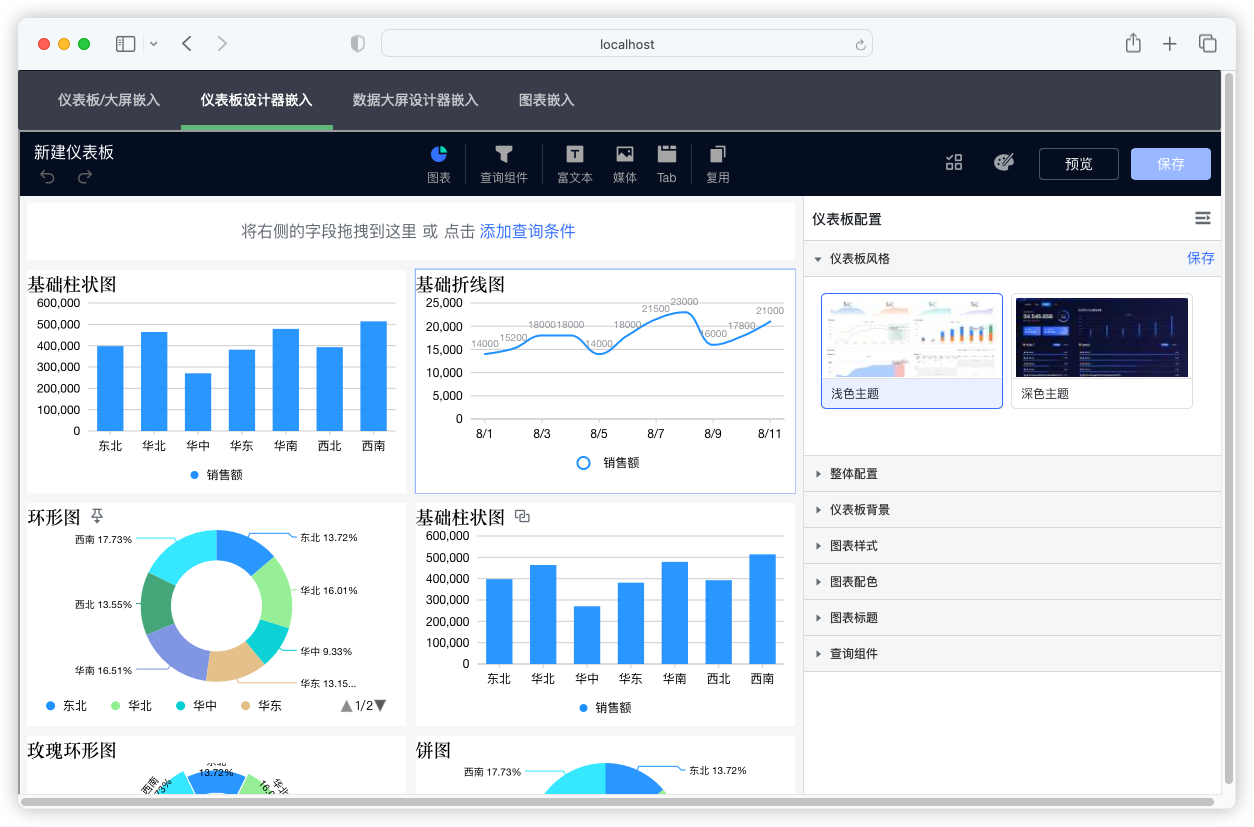 localhost
仪表板/大屏嵌入 仪表板设计器嵌入 数据大屏设计器嵌入 图表嵌入
新建仪表板
图表 查询组件 富文本 媒体 Tab 复用
预览 保存
将右侧的字段拖拽到这里 或 点击 添加查询条件
基础柱状图
600,000
500,000
400,000
300,000
200,000
100,000
0
东北 华北 华中 华东 华南 西北 西南
销售额
基础折线图
25,000
20,000
15,000
10,000
5,000
0
14000 15200 18000 18000 14000 18000 21500 23000 16000 17800 21000
8/1 8/3 8/5 8/7 8/9 8/11
销售额
环形图
西南 17.73%
东北 13.72%
西北 13.55%
华北 16.01%
华南 16.51%
华中 9.33%
华东 13.15...
东北 华北 华中 华东 1/2
基础柱状图
600,000
500,000
400,000
300,000
200,000
100,000
0
东北 华北 华中 华东 华南 西北 西南
销售额
玫瑰环形图
东北
13.72%
西南
华北
饼图
西南 17.73%
东北 13.72%
仪表板配置
仪表板风格 保存
浅色主题 深色主题
34,545,656
整体配置
仪表板背景
图表样式
图表配色
图表标题
查询组件